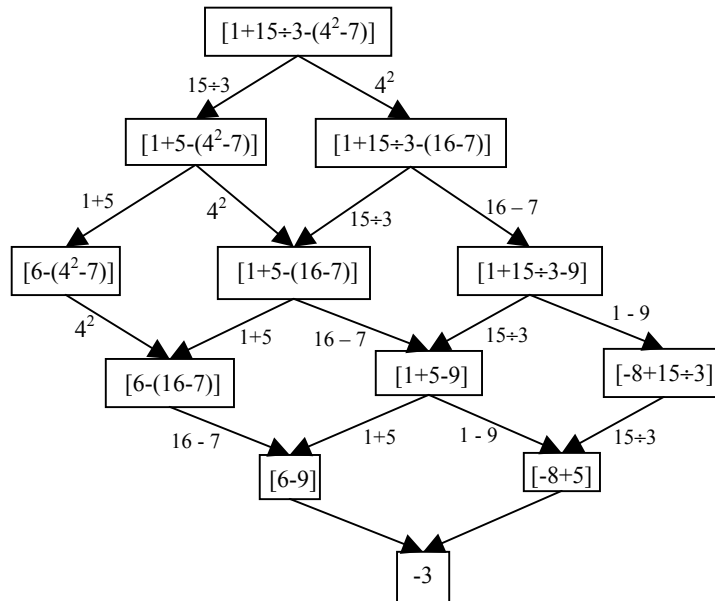 [1+15÷3-(4²-7)]
15÷3 4²
[1+5-(4²-7)] [1+15÷3-(16-7)]
1+5 4² 15÷3 16 – 7
[6-(4²-7)] [1+5-(16-7)] [1+15÷3-9]
4² 1+5 16 – 7 15÷3 1 - 9
[6-(16-7)] [1+5-9] [-8+15÷3]
16 - 7 1+5 1 - 9 15÷3
[6-9] [-8+5]
-3